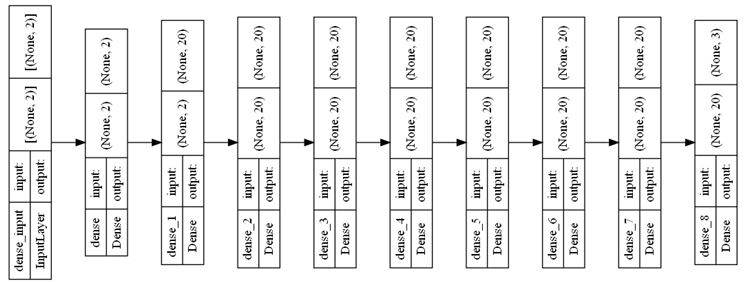 dense_input input: [(None, 2)] [(None, 2)]
InputLayer output:
dense input: (None, 2) (None, 2)
Dense output:
dense_1 input: (None, 2) (None, 20)
Dense output:
dense_2 input: (None, 20) (None, 20)
Dense output:
dense_3 input: (None, 20) (None, 20)
Dense output:
dense_4 input: (None, 20) (None, 20)
Dense output:
dense_5 input: (None, 20) (None, 20)
Dense output:
dense_6 input: (None, 20) (None, 20)
Dense output:
dense_7 input: (None, 20) (None, 20)
Dense output:
dense_8 input: (None, 20) (None, 3)
Dense output: